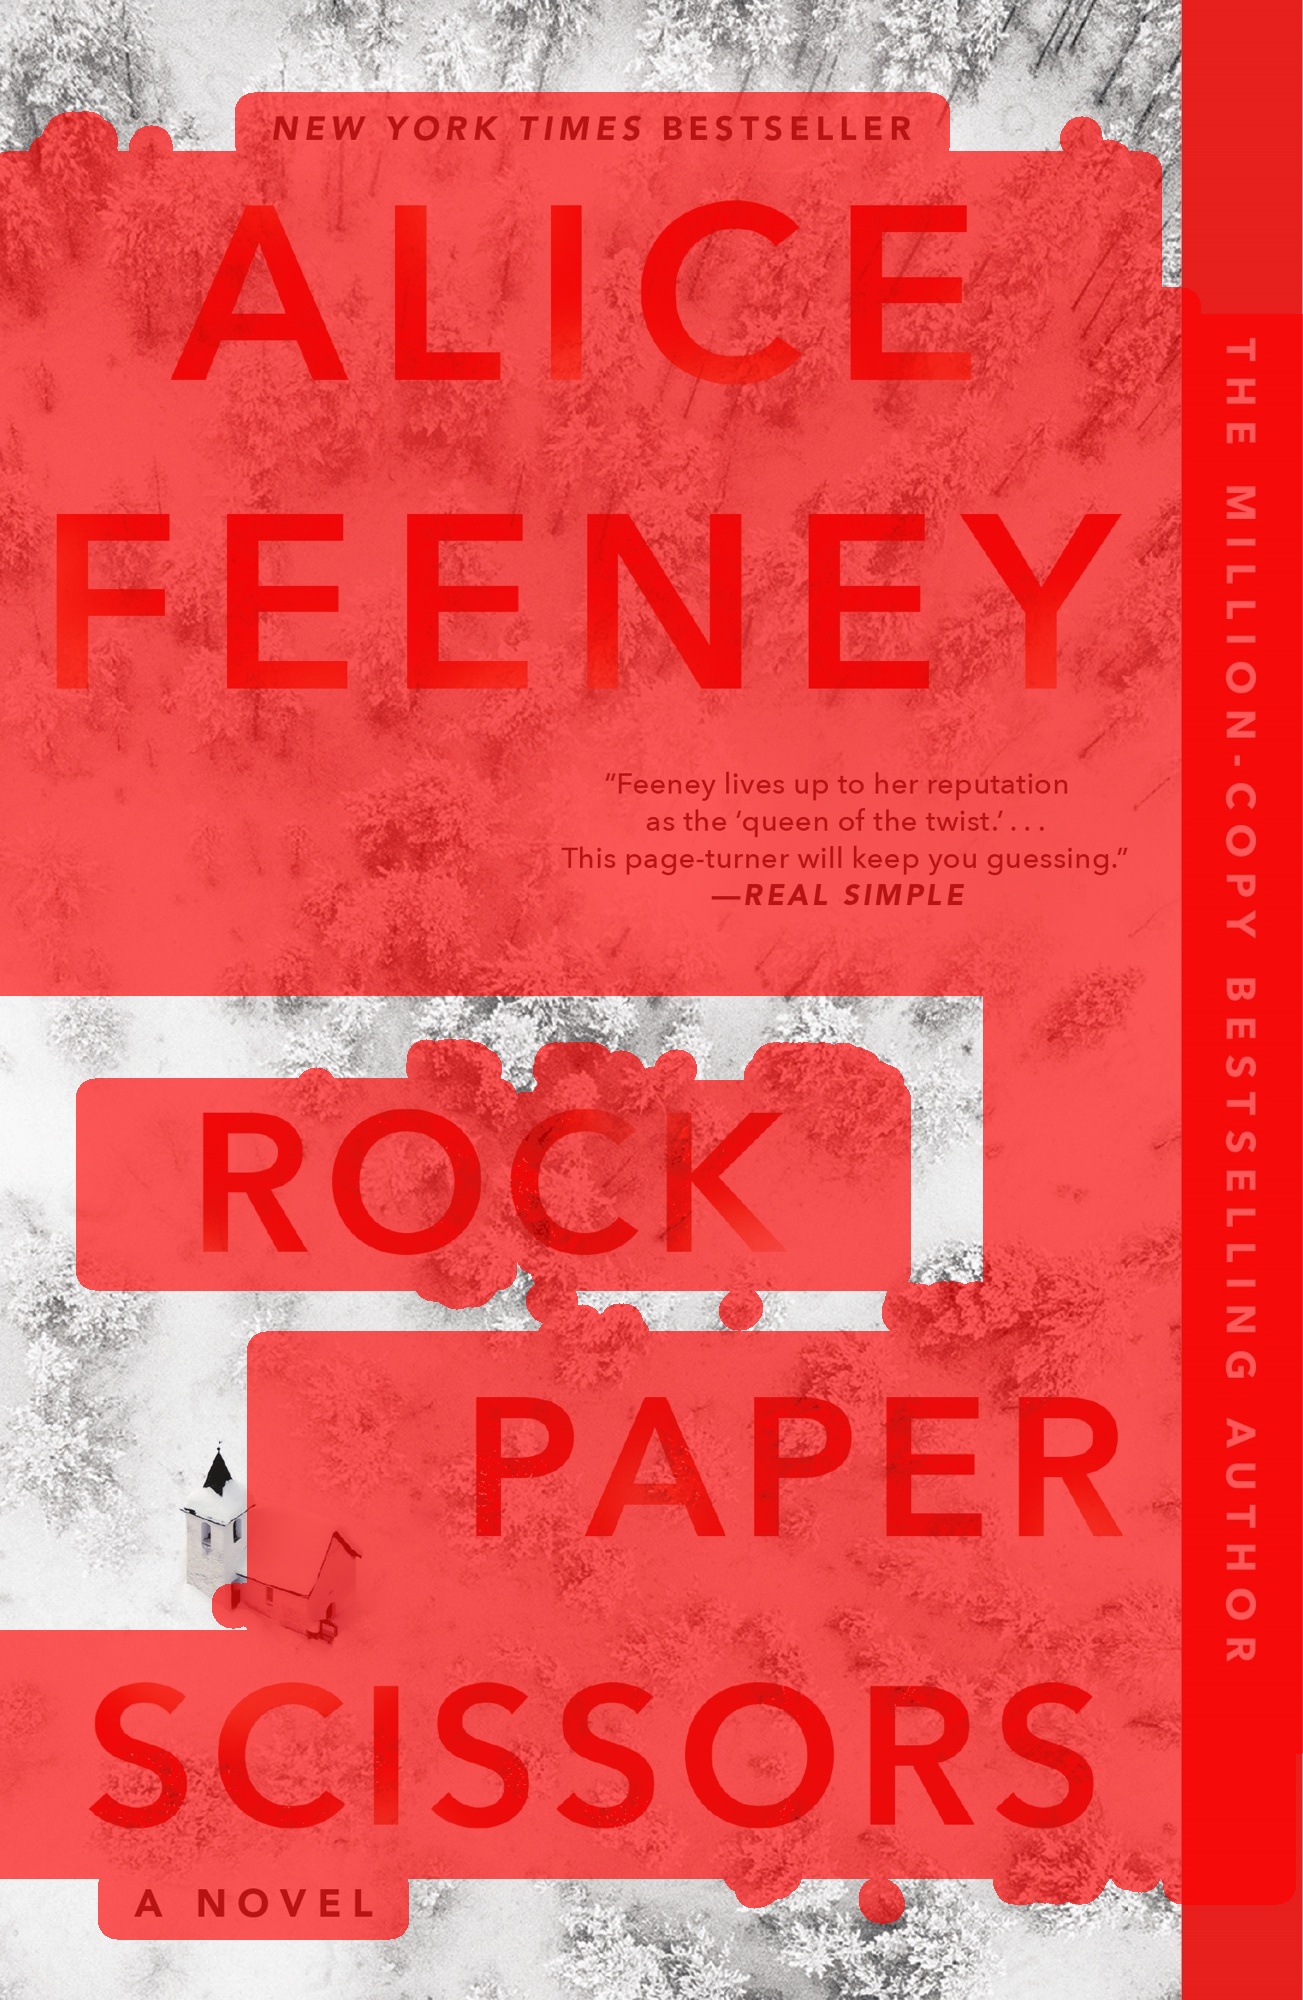 NEW YORK TIMES BESTSELLER
ALICE
FEENEY
“Feeney lives up to her reputation
as the ‘queen of the twist.’ . . .
This page-turner will keep you guessing.”
—REAL SIMPLE
ROCK
PAPER
SCISSORS
A NOVEL
THE MILLION-COPY BESTSELLING AUTHOR